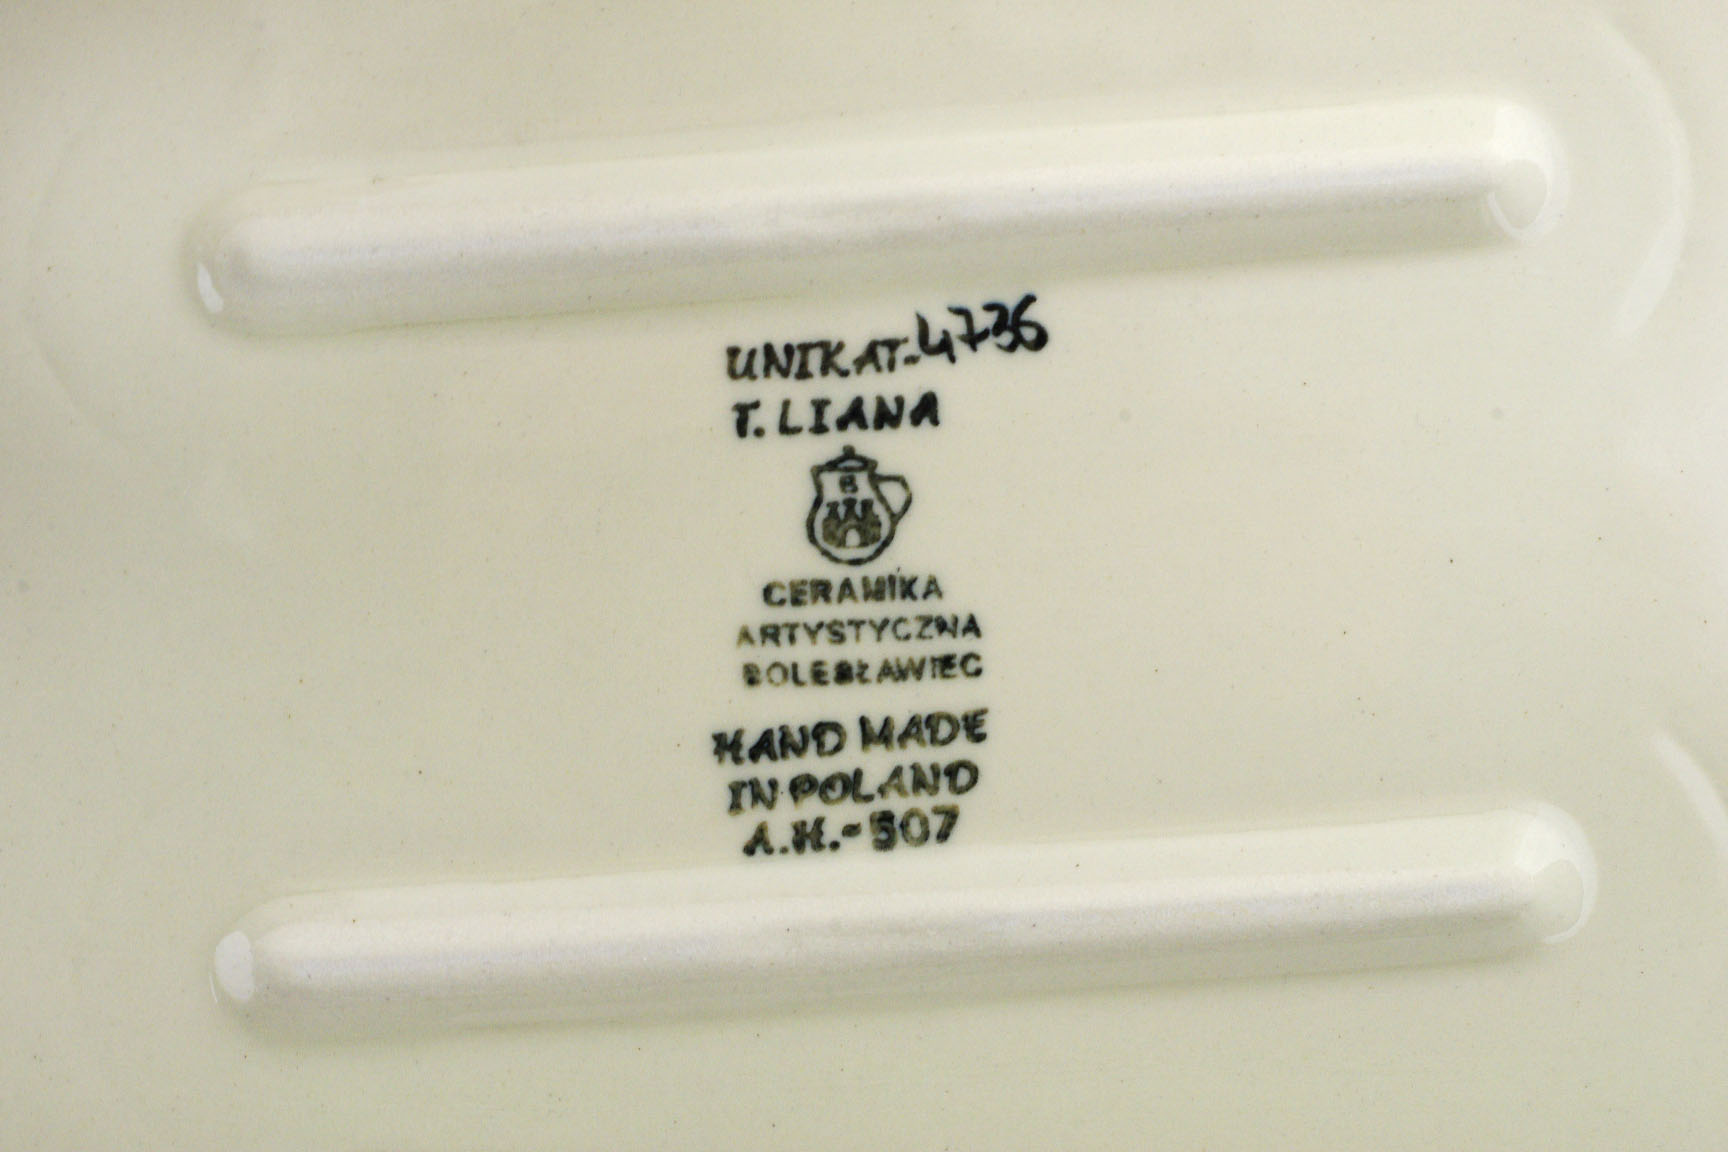 UNIKAT-4736
T. LIANA
B
CERAMIKA
ARTYSTYCZNA
BOLESŁAWIEC
HAND MADE
IN POLAND
A.H.-507